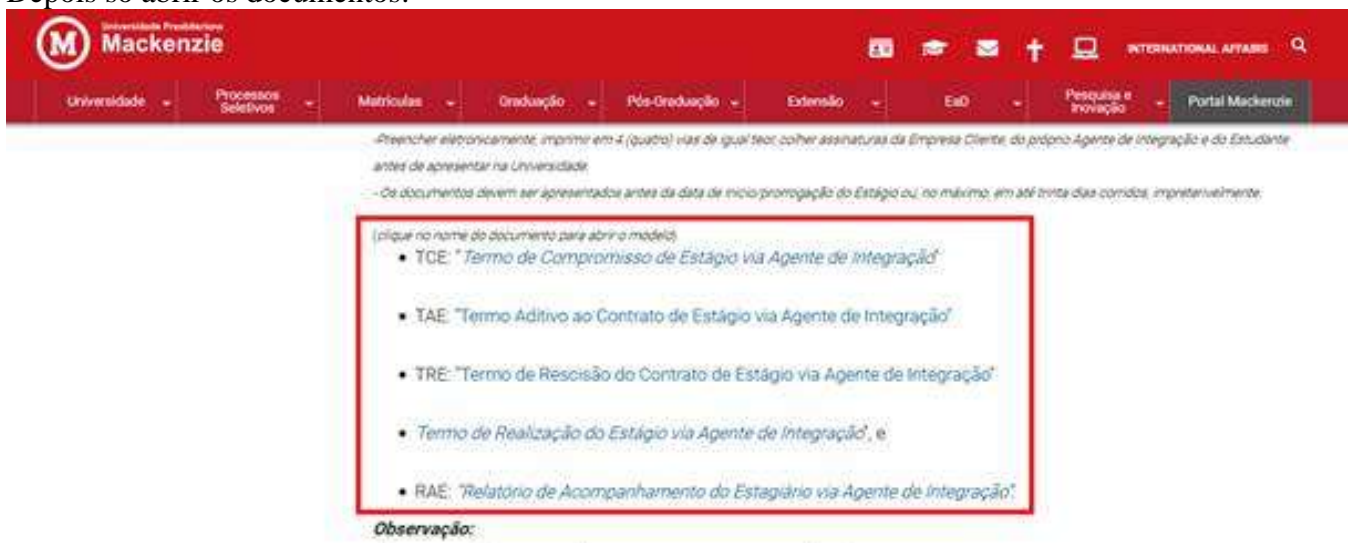 Depois só abrir os documentos.
Universidade Presbiteriana
Mackenzie
INTERNATIONAL AFFAIRS
Universidade
Processos Seletivos
Matrículas
Graduação
Pós-Graduação
Extensão
EaD
Pesquisa e Inovação
Portal Mackenzie
-Preencher eletronicamente, imprimir em 4 (quatro) vias de igual teor, colher assinaturas da Empresa Cliente, do próprio Agente de Integração e do Estudante
antes de apresentar na Universidade.
- Os documentos devem ser apresentados antes da data de início/prorrogação do Estágio ou, no máximo, em até trinta dias corridos, impreterivelmente.
(clique no nome do documento para abrir o modelo)
• TCE: "Termo de Compromisso de Estágio via Agente de Integração"
• TAE: "Termo Aditivo ao Contrato de Estágio via Agente de Integração"
• TRE: "Termo de Rescisão do Contrato de Estágio via Agente de Integração"
• Termo de Realização do Estágio via Agente de Integração", e
• RAE: "Relatório de Acompanhamento do Estagiário via Agente de Integração".
Observação: